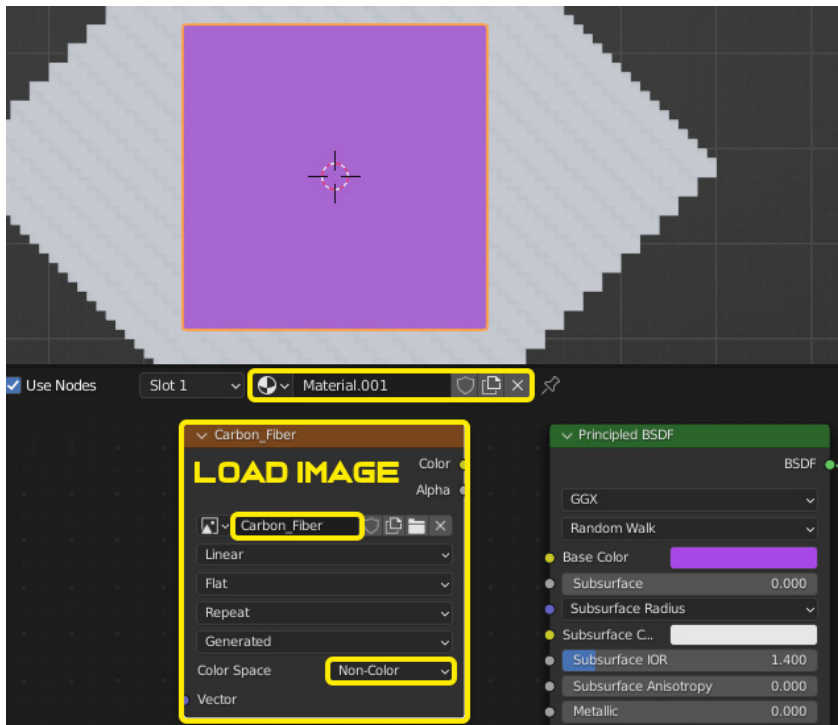 Use Nodes
Slot 1
Material.001
Carbon_Fiber
LOAD IMAGE
Color
Alpha
Carbon_Fiber
Linear
Flat
Repeat
Generated
Color Space
Non-Color
Vector
Principled BSDF
BSDF
GGX
Random Walk
Base Color
Subsurface 0.000
Subsurface Radius
Subsurface C...
Subsurface IOR 1.400
Subsurface Anisotropy 0.000
Metallic 0.000